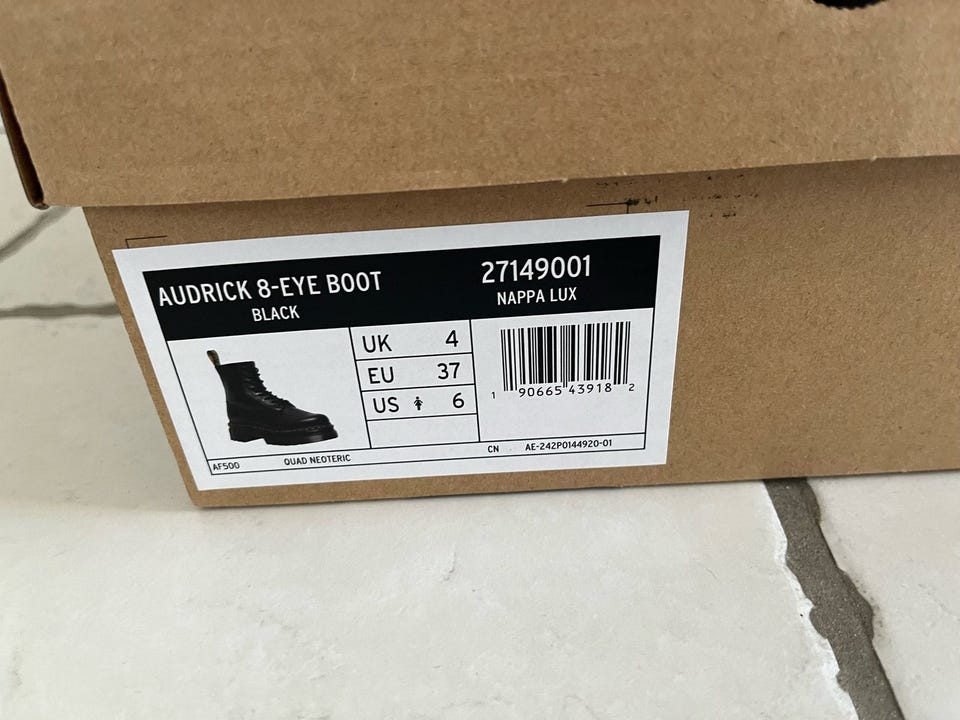 AUDRICK 8-EYE BOOT
BLACK
27149001
NAPPA LUX
UK 4
EU 37
US 6
1 90665 43918 2
AF500 QUAD NEOTERIC
CN AE-242P0144920-01